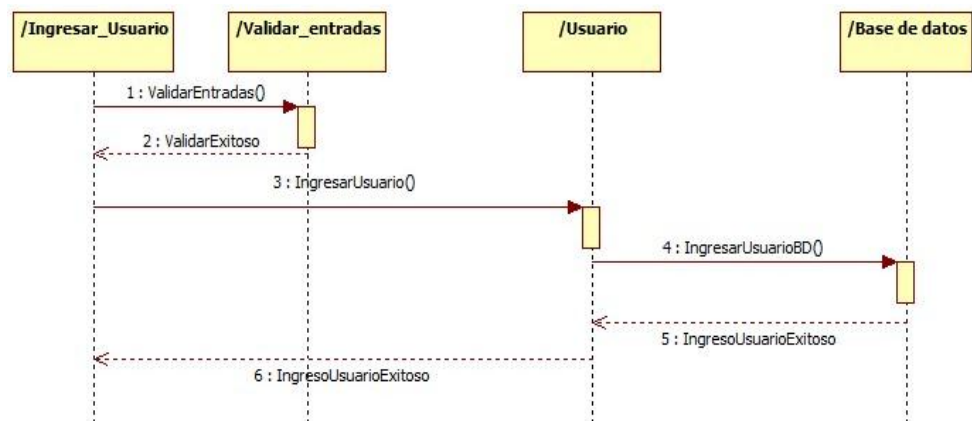 /Ingresar_Usuario
/Validar_entradas
/Usuario
/Base de datos
1 : ValidarEntradas()
2 : ValidarExitoso
3 : IngresarUsuario()
4 : IngresarUsuarioBD()
5 : IngresoUsuarioExitoso
6 : IngresoUsuarioExitoso